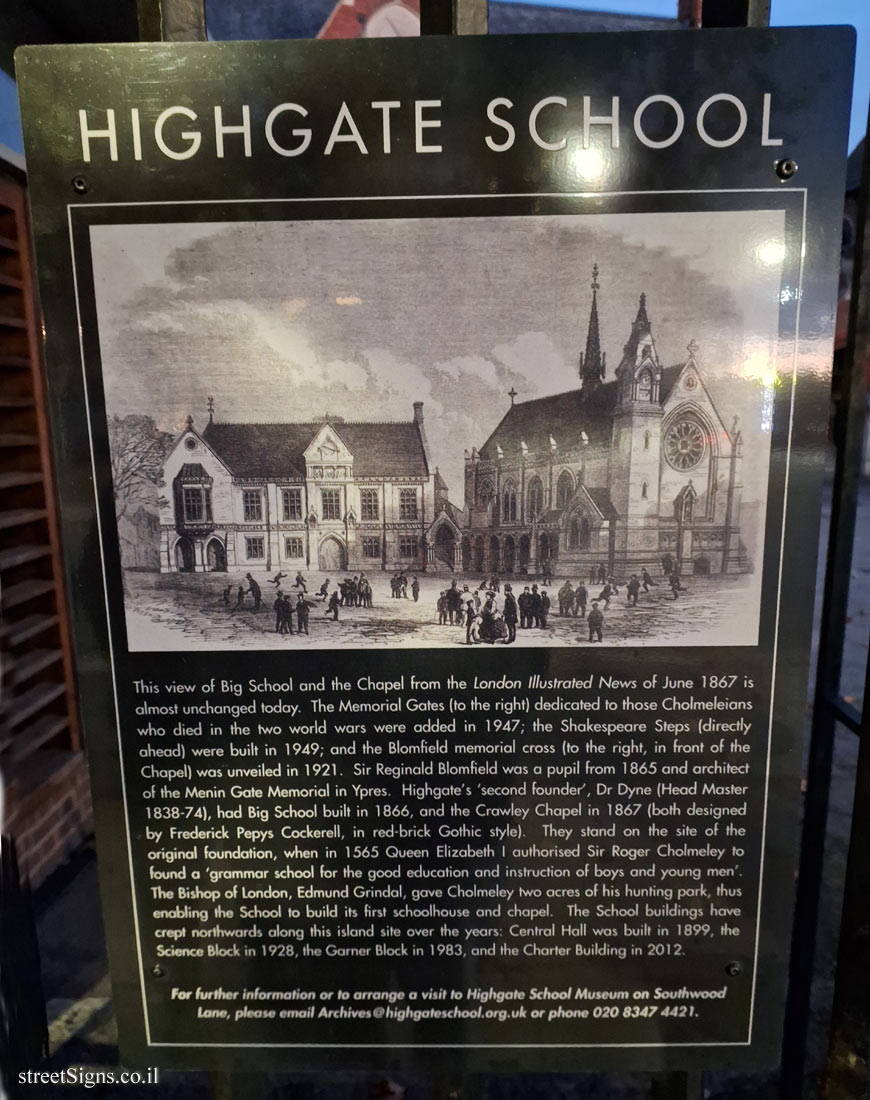 HIGHGATE SCHOOL
This view of Big School and the Chapel from the London Illustrated News of June 1867 is
almost unchanged today. The Memorial Gates (to the right) dedicated to those Cholmeleians
who died in the two world wars were added in 1947; the Shakespeare Steps (directly
ahead) were built in 1949; and the Blomfield memorial cross (to the right, in front of the
Chapel) was unveiled in 1921. Sir Reginald Blomfield was a pupil from 1865 and architect
of the Menin Gate Memorial in Ypres. Highgate's 'second founder', Dr Dyne (Head Master
1838-74), had Big School built in 1866, and the Crawley Chapel in 1867 (both designed
by Frederick Pepys Cockerell, in red-brick Gothic style). They stand on the site of the
original foundation, when in 1565 Queen Elizabeth I authorised Sir Roger Cholmeley to
found a 'grammar school for the good education and instruction of boys and young men'.
The Bishop of London, Edmund Grindal, gave Cholmeley two acres of his hunting park, thus
enabling the School to build its first schoolhouse and chapel. The School buildings have
crept northwards along this island site over the years: Central Hall was built in 1899, the
Science Block in 1928, the Garner Block in 1983, and the Charter Building in 2012.
For further information or to arrange a visit to Highgate School Museum on Southwood
Lane, please email Archives@highgateschool.org.uk or phone 020 8347 4421.
streetSigns.co.il